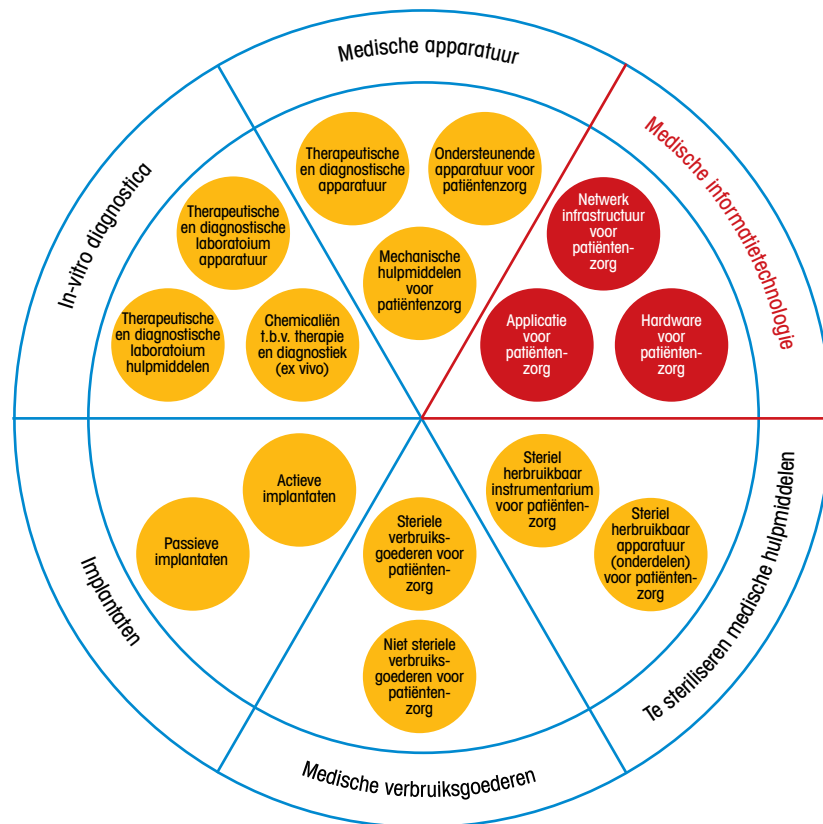 Medische apparatuur
Therapeutische
en diagnostische
apparatuur
Ondersteunende
apparatuur voor
patiëntenzorg
Mechanische
hulpmiddelen
voor
patiëntenzorg
Medische informatietechnologie
Netwerk
infrastructuur
voor
patiënten-
zorg
Applicatie
voor
patiënten-
zorg
Hardware
voor
patiënten-
zorg
Te steriliseren medische hulpmiddelen
Steriel
herbruikbaar
instrumentarium
voor patiënten-
zorg
Steriel
herbruikbaar
apparatuur
(onderdelen)
voor patiënten-
zorg
Medische verbruiksgoederen
Steriele
verbruiks-
goederen voor
patiënten-
zorg
Niet steriele
verbruiks-
goederen voor
patiënten-
zorg
Implantaten
Actieve
implantaten
Passieve
implantaten
In-vitro diagnostica
Therapeutische
en diagnostische
laboratoium
apparatuur
Therapeutische
en diagnostische
laboratoium
hulpmiddelen
Chemicaliën
t.b.v. therapie
en diagnostiek
(ex vivo)